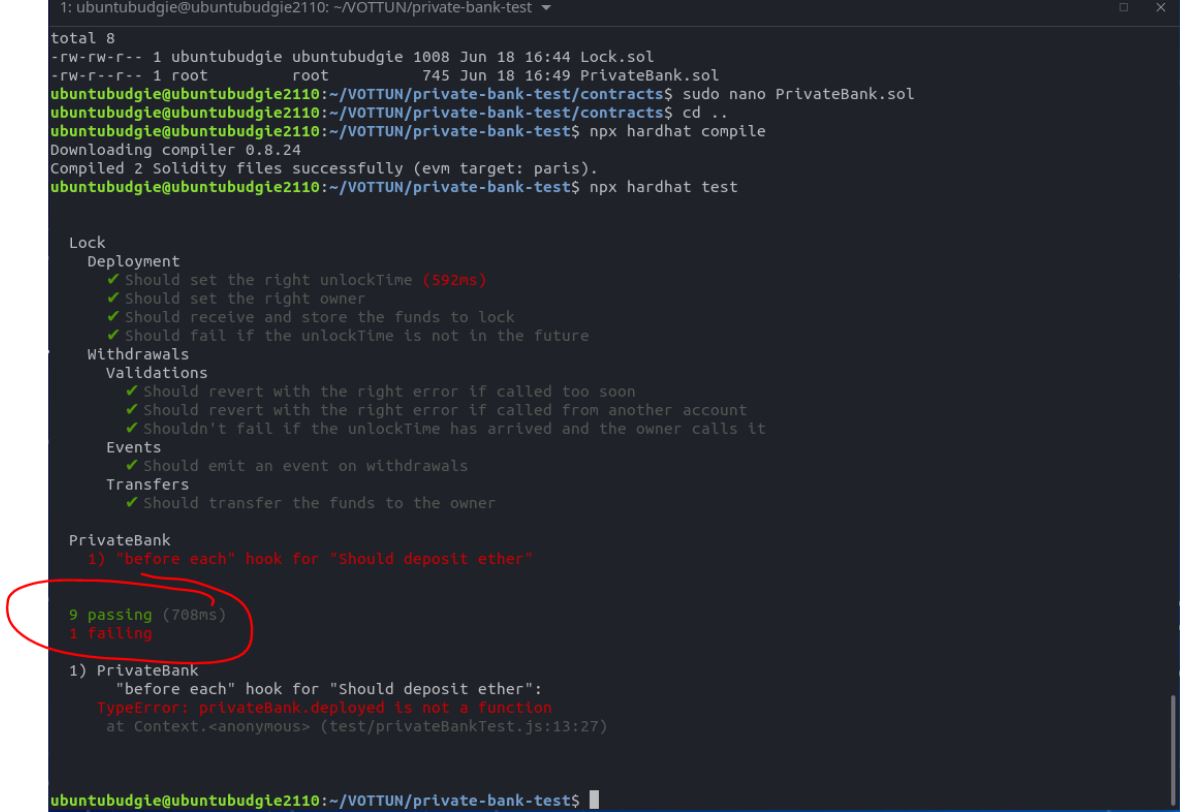 1: ubuntubudgie@ubuntubudgie2110: ~/VOTTUN/private-bank-test
total 8
-rw-rw-r-- 1 ubuntubudgie ubuntubudgie 1008 Jun 18 16:44 Lock.sol
-rw-r--r-- 1 root         root          745 Jun 18 16:49 PrivateBank.sol
ubuntubudgie@ubuntubudgie2110:~/VOTTUN/private-bank-test/contracts$ sudo nano PrivateBank.sol
ubuntubudgie@ubuntubudgie2110:~/VOTTUN/private-bank-test/contracts$ cd ..
ubuntubudgie@ubuntubudgie2110:~/VOTTUN/private-bank-test$ npx hardhat compile
Downloading compiler 0.8.24
Compiled 2 Solidity files successfully (evm target: paris).
ubuntubudgie@ubuntubudgie2110:~/VOTTUN/private-bank-test$ npx hardhat test
Lock
Deployment
✔ Should set the right unlockTime (592ms)
✔ Should set the right owner
✔ Should receive and store the funds to lock
✔ Should fail if the unlockTime is not in the future
Withdrawals
Validations
✔ Should revert with the right error if called too soon
✔ Should revert with the right error if called from another account
✔ Shouldn't fail if the unlockTime has arrived and the owner calls it
Events
✔ Should emit an event on withdrawals
Transfers
✔ Should transfer the funds to the owner
PrivateBank
1) "before each" hook for "Should deposit ether"
9 passing (708ms)
1 failing
1) PrivateBank
"before each" hook for "Should deposit ether":
TypeError: privateBank.deployed is not a function
at Context.<anonymous> (test/privateBankTest.js:13:27)
ubuntubudgie@ubuntubudgie2110:~/VOTTUN/private-bank-test$